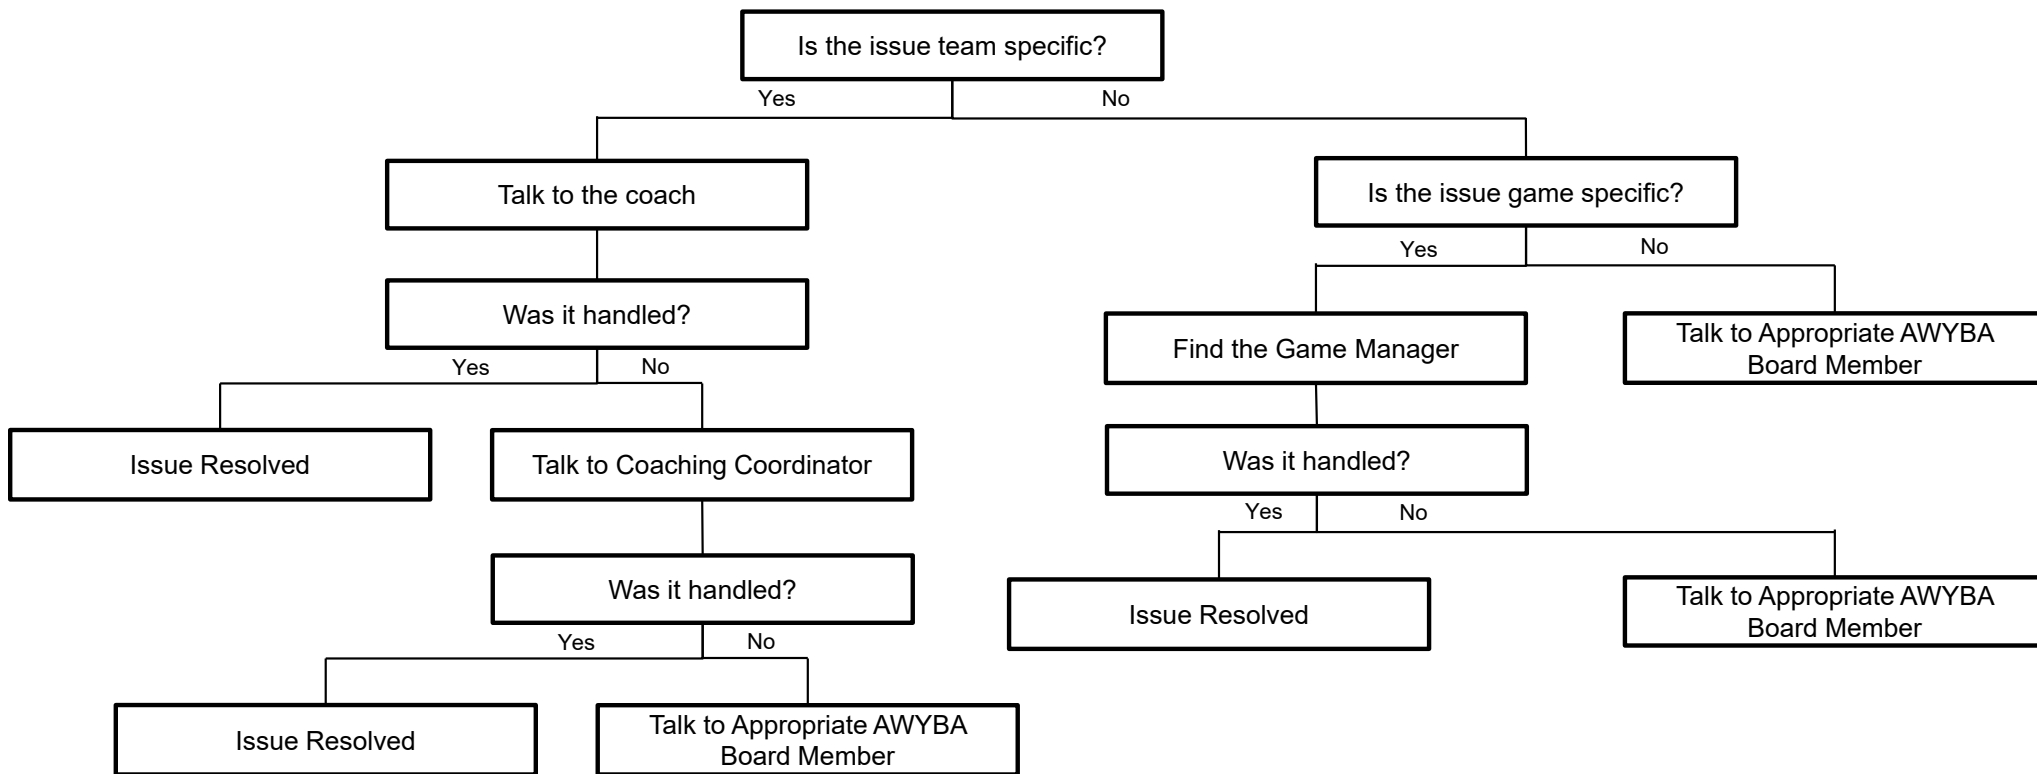 Is the issue team specific?
Yes
No
Talk to the coach
Is the issue game specific?
Yes
No
Was it handled?
Find the Game Manager
Talk to Appropriate AWYBA
Board Member
Yes
No
Issue Resolved
Talk to Coaching Coordinator
Was it handled?
Yes
No
Was it handled?
Issue Resolved
Talk to Appropriate AWYBA
Board Member
Yes
No
Issue Resolved
Talk to Appropriate AWYBA
Board Member